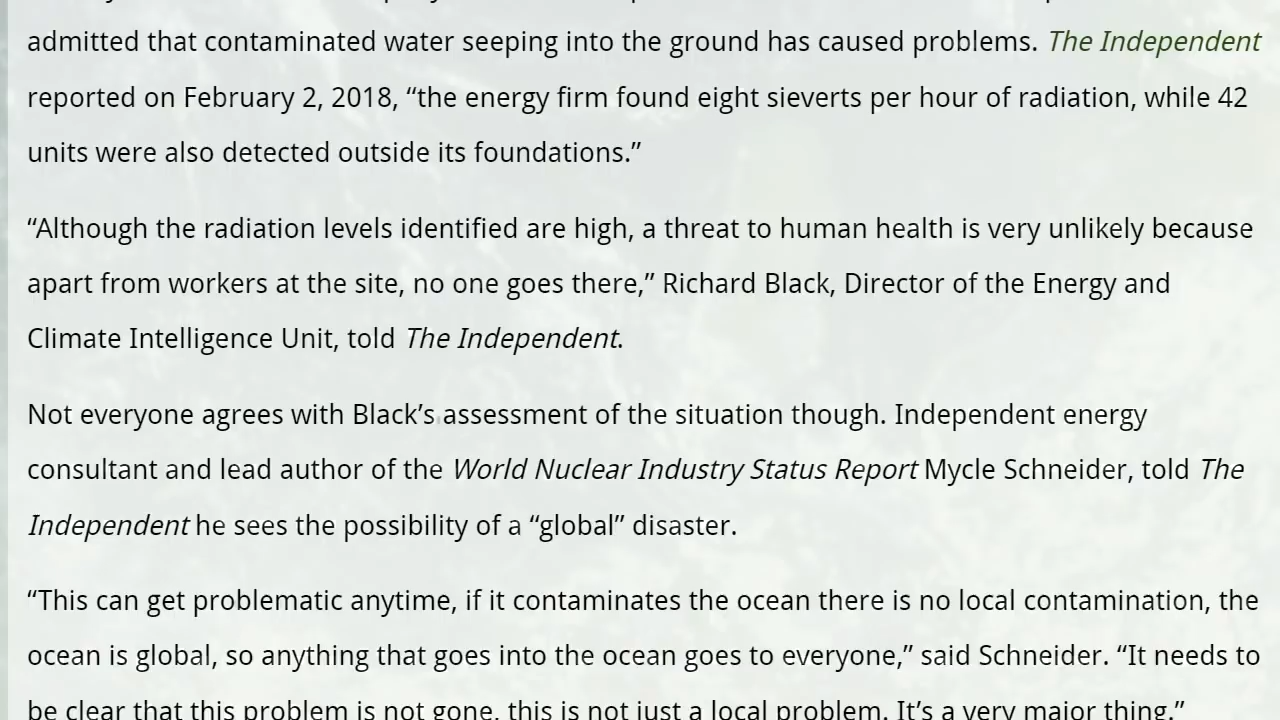 admitted that contaminated water seeping into the ground has caused problems. The Independent
reported on February 2, 2018, “the energy firm found eight sieverts per hour of radiation, while 42
units were also detected outside its foundations.”
“Although the radiation levels identified are high, a threat to human health is very unlikely because
apart from workers at the site, no one goes there,” Richard Black, Director of the Energy and
Climate Intelligence Unit, told The Independent.
Not everyone agrees with Black’s assessment of the situation though. Independent energy
consultant and lead author of the World Nuclear Industry Status Report Mycle Schneider, told The
Independent he sees the possibility of a “global” disaster.
“This can get problematic anytime, if it contaminates the ocean there is no local contamination, the
ocean is global, so anything that goes into the ocean goes to everyone,” said Schneider. “It needs to
be clear that this problem is not gone, this is not just a local problem. It’s a very major thing.”